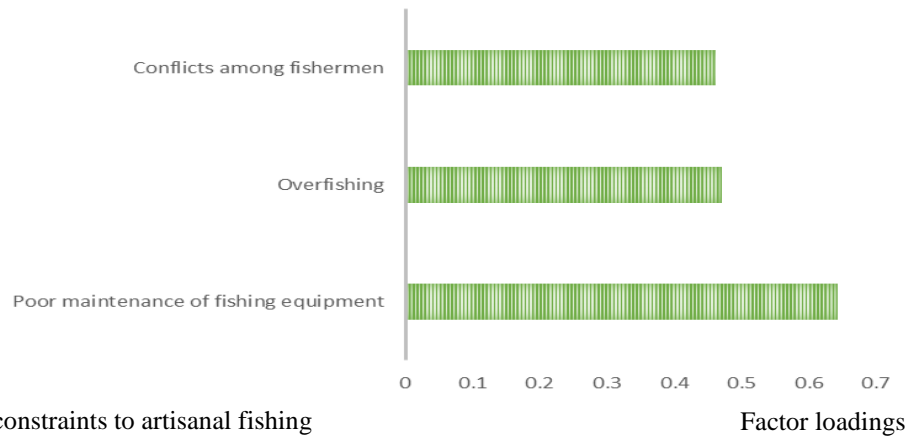 Conflicts among fishermen
Overfishing
Poor maintenance of fishing equipment
0 0.1 0.2 0.3 0.4 0.5 0.6 0.7
constraints to artisanal fishing
Factor loadings